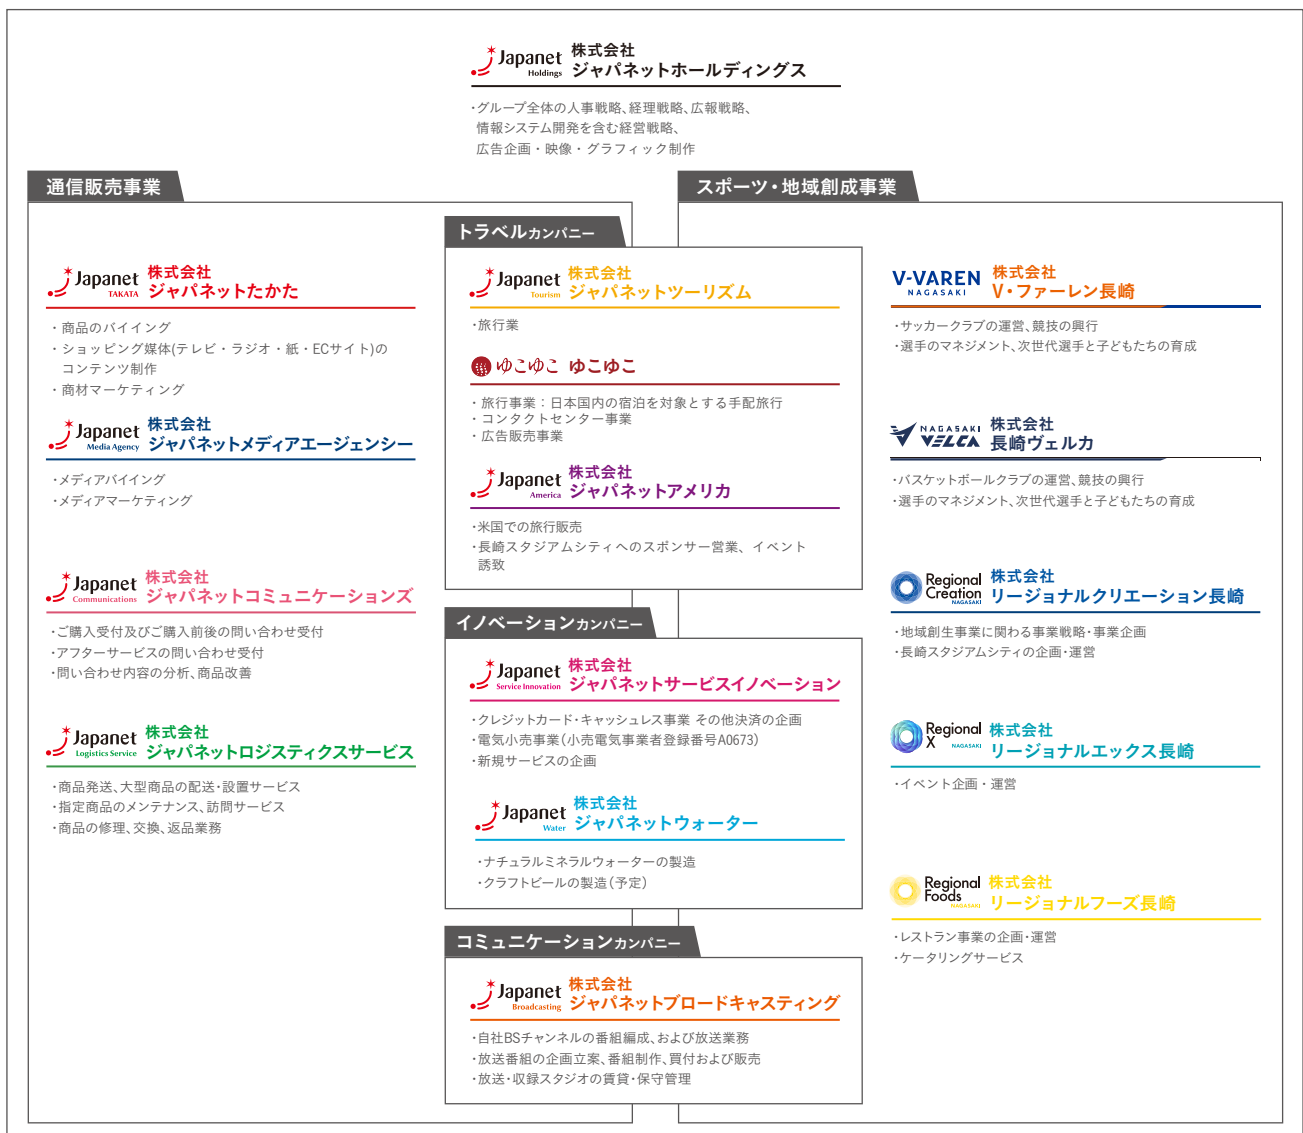 Japanet
Holdings
株式会社
ジャパネットホールディングス
・グループ全体の人事戦略、経理戦略、広報戦略、
情報システム開発を含む経営戦略、
広告企画・映像・グラフィック制作
通信販売事業
Japanet
TAKATA
株式会社
ジャパネットたかた
・商品のバイイング
・ショッピング媒体(テレビ・ラジオ・紙・ECサイト)の
コンテンツ制作
・商材マーケティング
Japanet
Media Agency
株式会社
ジャパネットメディアエージェンシー
・メディアバイイング
・メディアマーケティング
Japanet
Communications
株式会社
ジャパネットコミュニケーションズ
・ご購入受付及びご購入前後の問い合わせ受付
・アフターサービスの問い合わせ受付
・問い合わせ内容の分析、商品改善
Japanet
Logistics Service
株式会社
ジャパネットロジスティクスサービス
・商品発送、大型商品の配送・設置サービス
・指定商品のメンテナンス、訪問サービス
・商品の修理、交換、返品業務
トラベルカンパニー
Japanet
Tourism
株式会社
ジャパネットツーリズム
・旅行業
ゆこゆこ
ゆこゆこ
・旅行事業：日本国内の宿泊を対象とする手配旅行
・コンタクトセンター事業
・広告販売事業
Japanet
America
株式会社
ジャパネットアメリカ
・米国での旅行販売
・長崎スタジアムシティへのスポンサー営業、イベント
誘致
イノベーションカンパニー
Japanet
Service Innovation
株式会社
ジャパネットサービスイノベーション
・クレジットカード・キャッシュレス事業 その他決済の企画
・電気小売事業(小売電気事業者登録番号A0673)
・新規サービスの企画
Japanet
Water
株式会社
ジャパネットウォーター
・ナチュラルミネラルウォーターの製造
・クラフトビールの製造(予定)
コミュニケーションカンパニー
Japanet
Broadcasting
株式会社
ジャパネットブロードキャスティング
・自社BSチャンネルの番組編成、および放送業務
・放送番組の企画立案、番組制作、買付および販売
・放送・収録スタジオの賃貸・保守管理
スポーツ・地域創成事業
V-VAREN
NAGASAKI
株式会社
V・ファーレン長崎
・サッカークラブの運営、競技の興行
・選手のマネジメント、次世代選手と子どもたちの育成
NAGASAKI
VELCA
株式会社
長崎ヴェルカ
・バスケットボールクラブの運営、競技の興行
・選手のマネジメント、次世代選手と子どもたちの育成
Regional
Creation
NAGASAKI
株式会社
リージョナルクリエーション長崎
・地域創生事業に関わる事業戦略・事業企画
・長崎スタジアムシティの企画・運営
Regional
X
NAGASAKI
株式会社
リージョナルエックス長崎
・イベント企画・運営
Regional
Foods
NAGASAKI
株式会社
リージョナルフーズ長崎
・レストラン事業の企画・運営
・ケータリングサービス